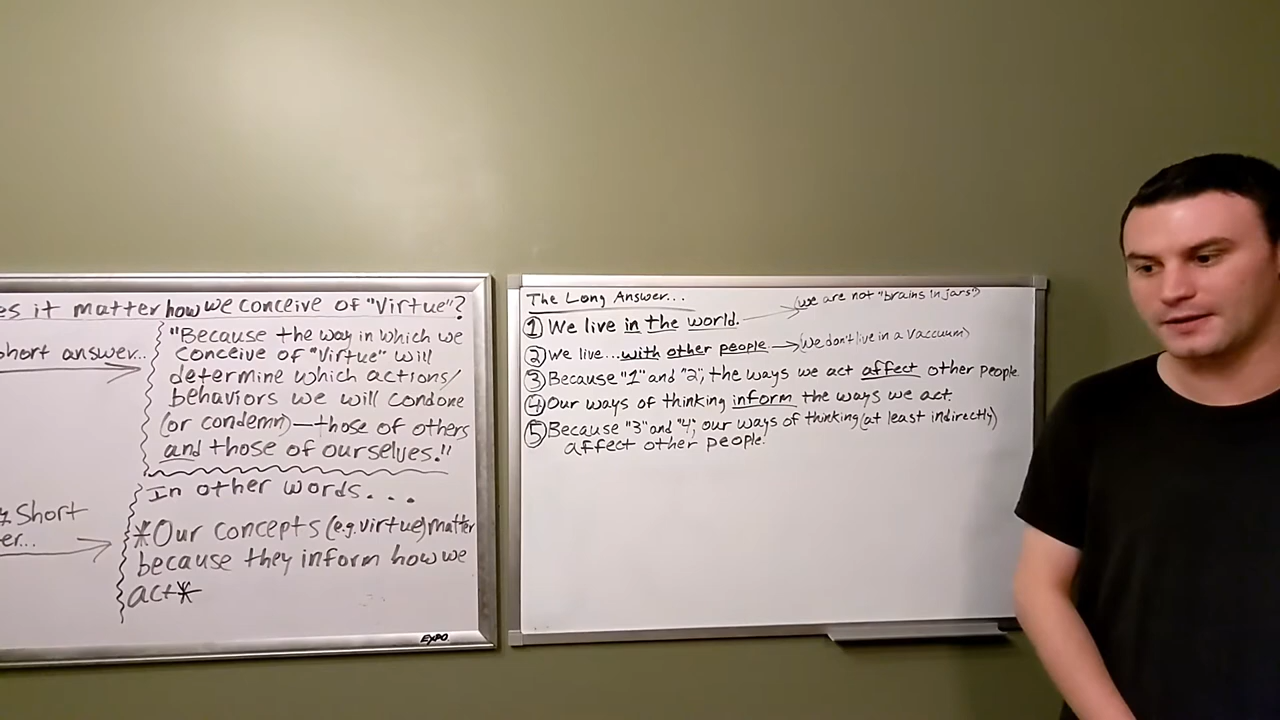 es it matter how we conceive of "Virtue"?
short answer...
"Because the way in which we
conceive of "Virtue" will
determine which actions/
behaviors we will condone
(or condemn)—those of others
and those of ourselves."
In other words...
Short
er...
*Our concepts (e.g. virtue) matter
because they inform how we
act*
EXPO
The Long Answer...
(we are not "brains in jars")
1 We live in the world.
2 We live...with other people → (we don't live in a vaccuum)
3 Because "1" and "2", the ways we act affect other people.
4 Our ways of thinking inform the ways we act.
5 Because "3" and "4", our ways of thinking (at least indirectly)
affect other people.